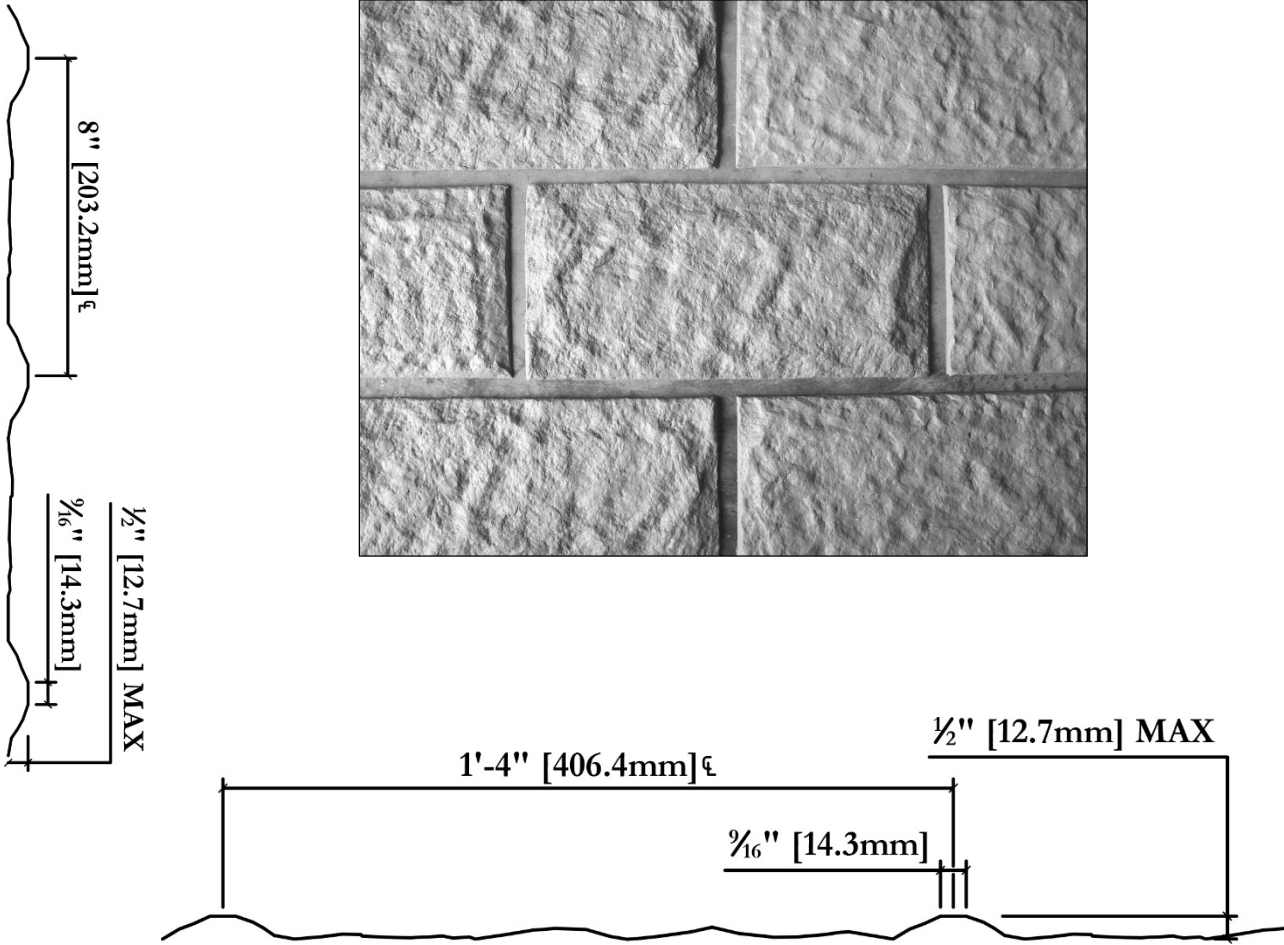 8" [203.2mm]℄
⁹⁄₁₆" [14.3mm]
½" [12.7mm] MAX
½" [12.7mm] MAX
1'-4" [406.4mm]℄
⁹⁄₁₆" [14.3mm]